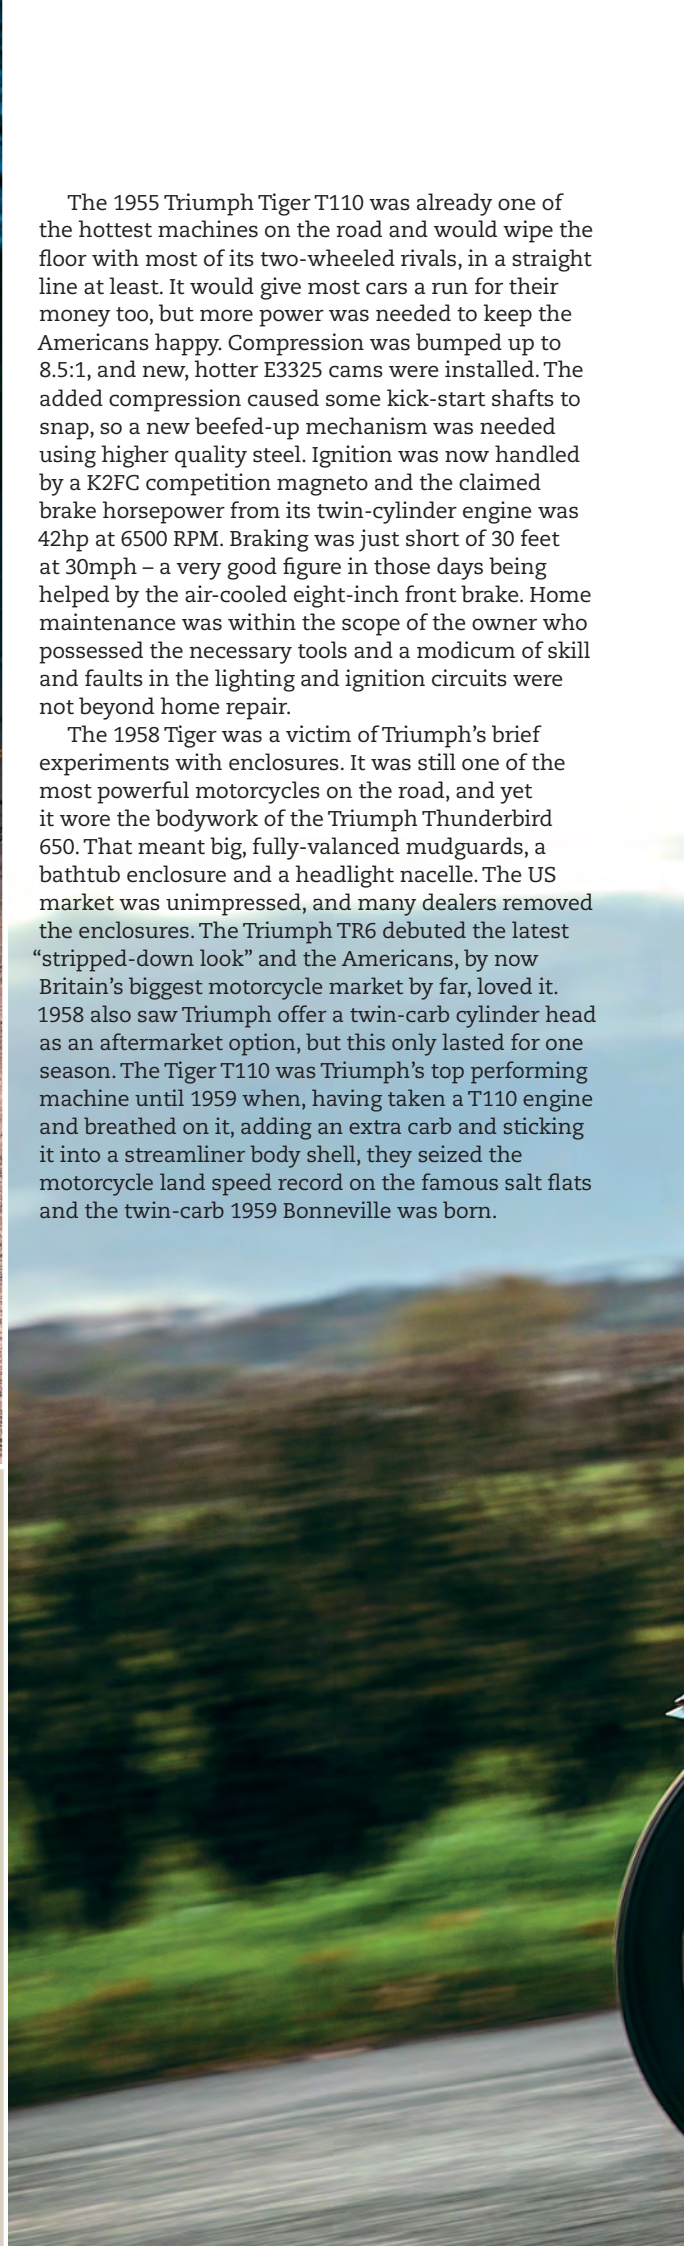 The 1955 Triumph Tiger T110 was already one of
the hottest machines on the road and would wipe the
floor with most of its two-wheeled rivals, in a straight
line at least. It would give most cars a run for their
money too, but more power was needed to keep the
Americans happy. Compression was bumped up to
8.5:1, and new, hotter E3325 cams were installed. The
added compression caused some kick-start shafts to
snap, so a new beefed-up mechanism was needed
using higher quality steel. Ignition was now handled
by a K2FC competition magneto and the claimed
brake horsepower from its twin-cylinder engine was
42hp at 6500 RPM. Braking was just short of 30 feet
at 30mph – a very good figure in those days being
helped by the air-cooled eight-inch front brake. Home
maintenance was within the scope of the owner who
possessed the necessary tools and a modicum of skill
and faults in the lighting and ignition circuits were
not beyond home repair.
The 1958 Tiger was a victim of Triumph’s brief
experiments with enclosures. It was still one of the
most powerful motorcycles on the road, and yet
it wore the bodywork of the Triumph Thunderbird
650. That meant big, fully-valanced mudguards, a
bathtub enclosure and a headlight nacelle. The US
market was unimpressed, and many dealers removed
the enclosures. The Triumph TR6 debuted the latest
“stripped-down look” and the Americans, by now
Britain’s biggest motorcycle market by far, loved it.
1958 also saw Triumph offer a twin-carb cylinder head
as an aftermarket option, but this only lasted for one
season. The Tiger T110 was Triumph’s top performing
machine until 1959 when, having taken a T110 engine
and breathed on it, adding an extra carb and sticking
it into a streamliner body shell, they seized the
motorcycle land speed record on the famous salt flats
and the twin-carb 1959 Bonneville was born.